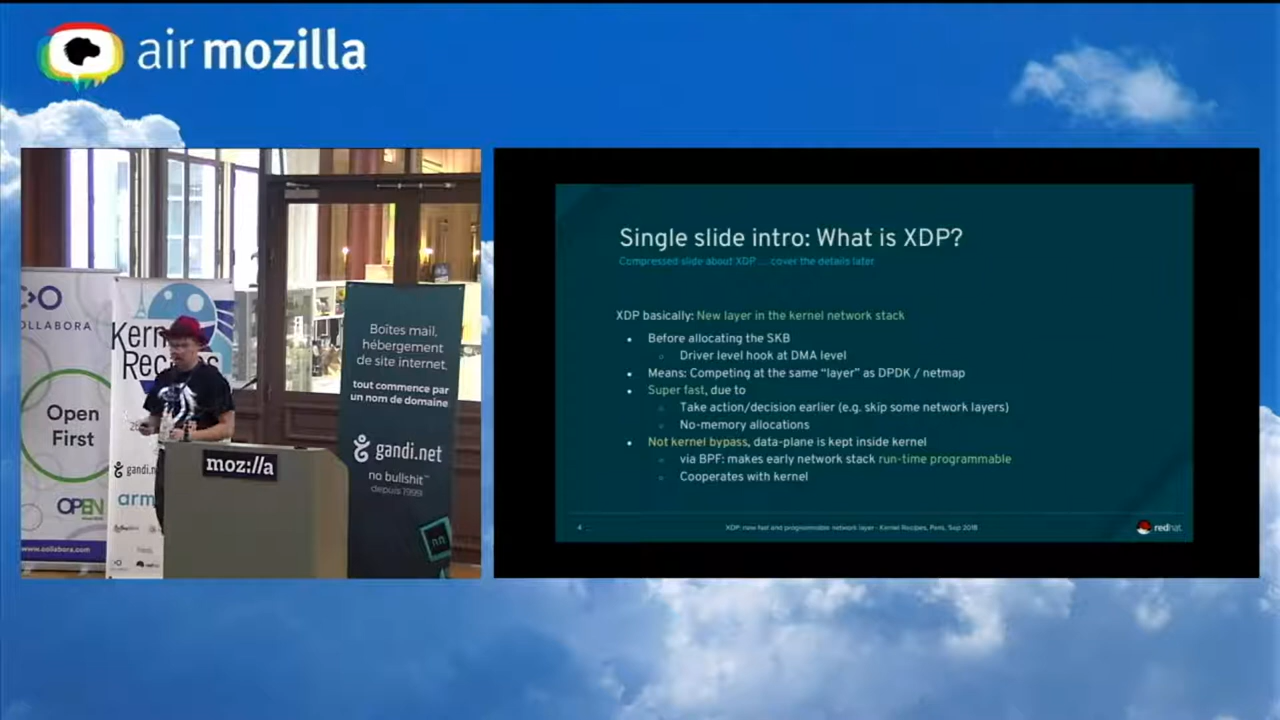 air mozilla
COLLABORA
Open
First
OPEN
www.collabora.com
Kernel
Recipes
gandi.net
arm
moz://a
Boîtes mail,
hébergement
de site internet,
tout commence par
un nom de domaine
gandi.net
no bullshit™
depuis 1999
Single slide intro: What is XDP?
Compressed slide about XDP ... cover the details later
XDP basically: New layer in the kernel network stack
• Before allocating the SKB
◦ Driver level hook at DMA level
• Means: Competing at the same “layer” as DPDK / netmap
• Super fast, due to
◦ Take action/decision earlier (e.g. skip some network layers)
◦ No-memory allocations
• Not kernel bypass, data-plane is kept inside kernel
◦ via BPF: makes early network stack run-time programmable
◦ Cooperates with kernel
4
XDP: new fast and programmable network layer - Kernel Recipes, Paris, Sep 2018
redhat.